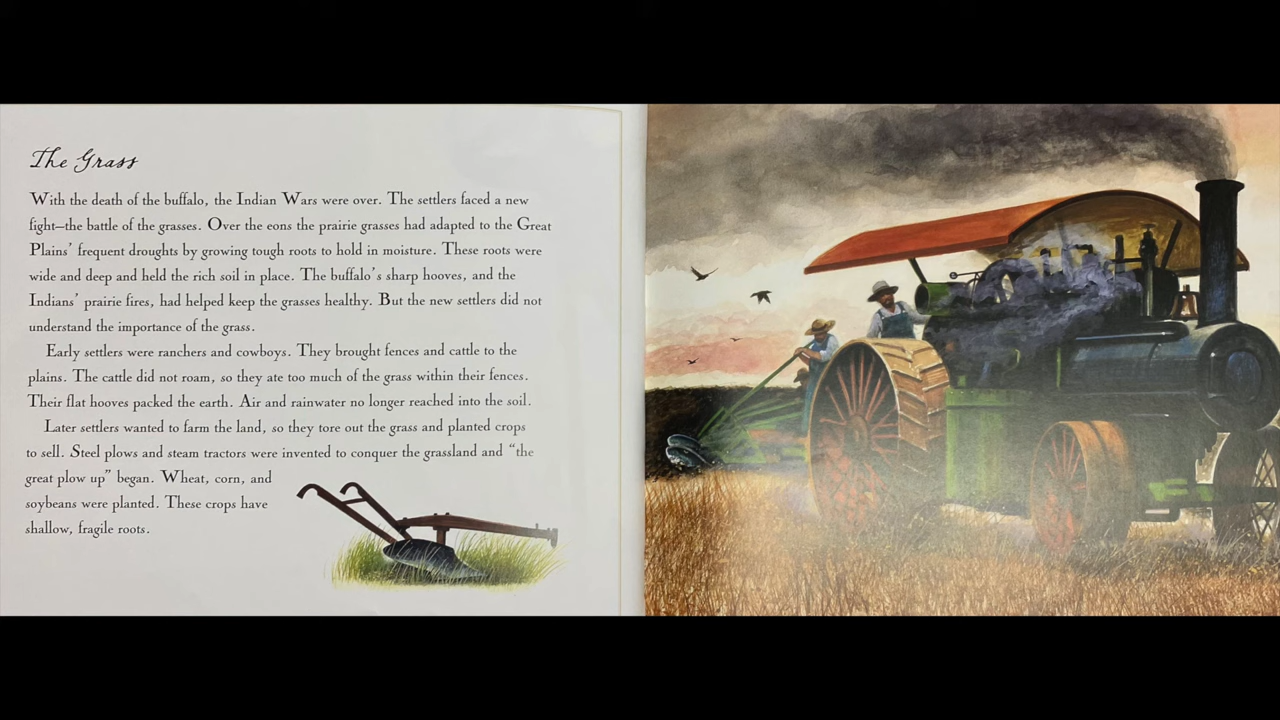 The Grass
With the death of the buffalo, the Indian Wars were over. The settlers faced a new
fight—the battle of the grasses. Over the eons the prairie grasses had adapted to the Great
Plains' frequent droughts by growing tough roots to hold in moisture. These roots were
wide and deep and held the rich soil in place. The buffalo's sharp hooves, and the
Indians' prairie fires, had helped keep the grasses healthy. But the new settlers did not
understand the importance of the grass.
Early settlers were ranchers and cowboys. They brought fences and cattle to the
plains. The cattle did not roam, so they ate too much of the grass within their fences.
Their flat hooves packed the earth. Air and rainwater no longer reached into the soil.
Later settlers wanted to farm the land, so they tore out the grass and planted crops
to sell. Steel plows and steam tractors were invented to conquer the grassland and “the
great plow up” began. Wheat, corn, and
soybeans were planted. These crops have
shallow, fragile roots.